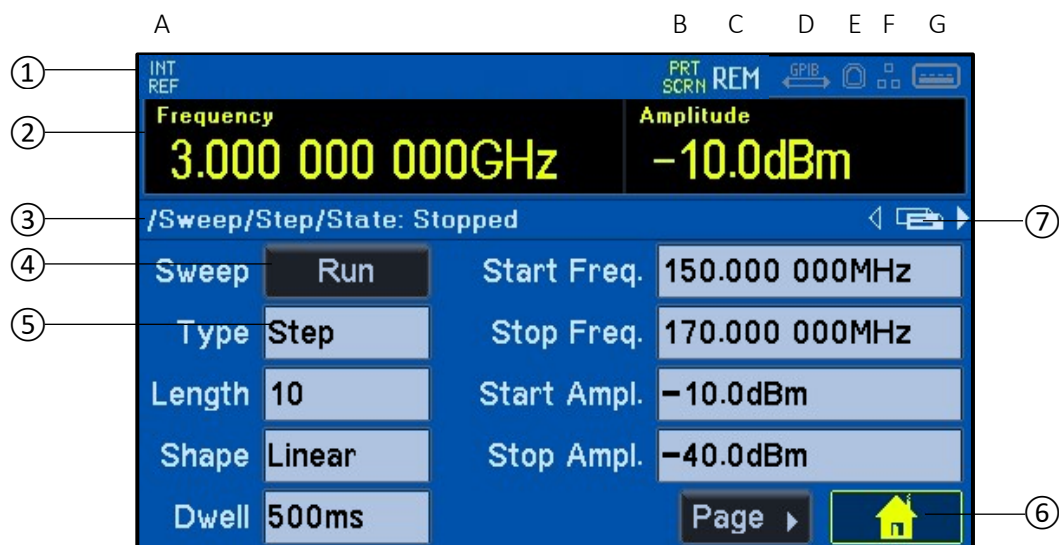 A B C D E F G
① INT REF PRT SCRN REM GPIB
② Frequency Amplitude
3.000 000 000GHz -10.0dBm
③ /Sweep/Step/State: Stopped ⑦
④ Sweep Run Start Freq. 150.000 000MHz
⑤ Type Step Stop Freq. 170.000 000MHz
Length 10 Start Ampl. -10.0dBm
Shape Linear Stop Ampl. -40.0dBm
Dwell 500ms Page ⑥